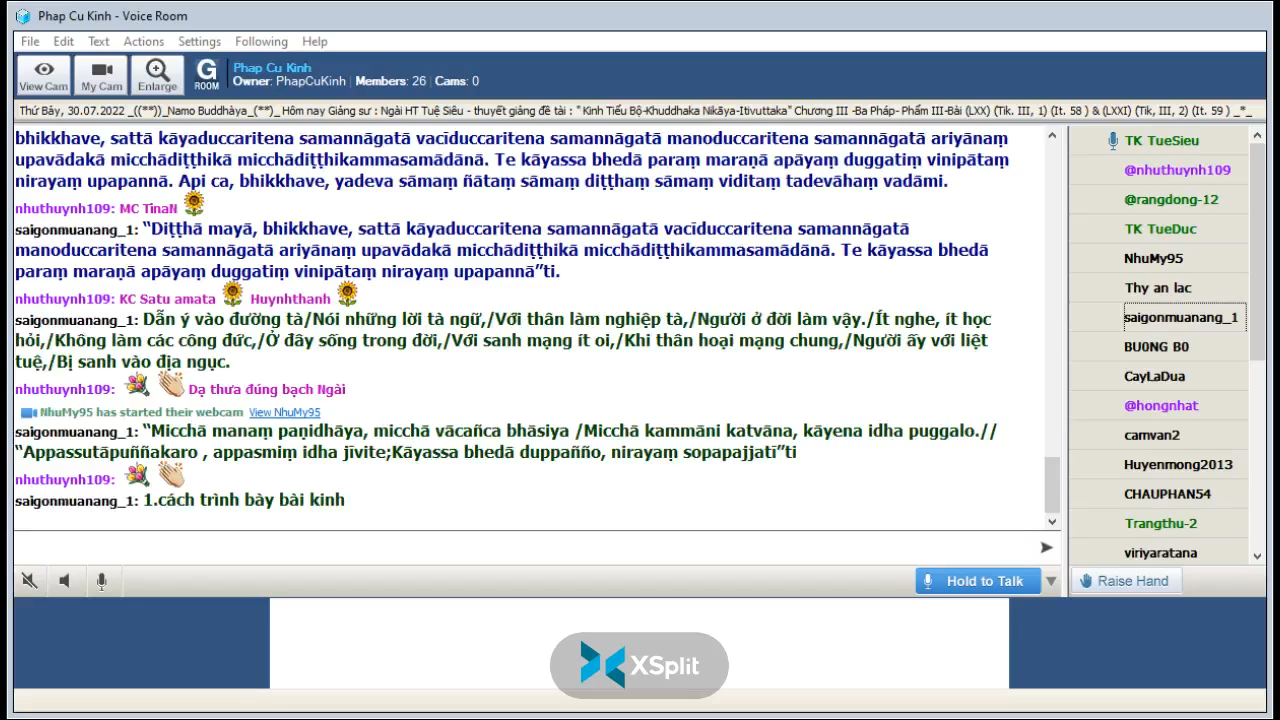 Phap Cu Kinh - Voice Room
File Edit Text Actions Settings Following Help
View Cam My Cam Enlarge G ROOM Phap Cu Kinh
Owner: PhapCuKinh | Members: 26 | Cams: 0
Thứ Bảy, 30.07.2022 _((**))_Namo Buddhàya_(**)_ Hôm nay Giảng sư : Ngài HT Tuệ Siêu - thuyết giảng đề tài : " Kinh Tiểu Bộ-Khuddhaka Nikāya-Itivuttaka" Chương III -Ba Pháp- Phẩm III-Bài (LXX) (Tik. III, 1) (It. 58 ) & (LXXI) (Tik, III, 2) (It. 59 ) _*_
bhikkhave, sattā kāyaduccaritena samannāgatā vacīduccaritena samannāgatā manoduccaritena samannāgatā ariyānaṃ
upavādakā micchādiṭṭhikā micchādiṭṭhikammasamādānā. Te kāyassa bhedā paraṃ maraṇā apāyaṃ duggatiṃ vinipātaṃ
nirayaṃ upapannā. Api ca, bhikkhave, yadeva sāmaṃ ñātaṃ sāmaṃ diṭṭhaṃ sāmaṃ viditaṃ tadevāhaṃ vadāmi.
nhuthuynh109: MC TinaN
saigonmuanang_1: “Diṭṭhā mayā, bhikkhave, sattā kāyaduccaritena samannāgatā vacīduccaritena samannāgatā
manoduccaritena samannāgatā ariyānaṃ upavādakā micchādiṭṭhikā micchādiṭṭhikammasamādānā. Te kāyassa bhedā
paraṃ maraṇā apāyaṃ duggatiṃ vinipātaṃ nirayaṃ upapannā”ti.
nhuthuynh109: KC Satu amata Huynhthanh
saigonmuanang_1: Dẫn ý vào đường tà/Nói những lời tà ngữ,/Với thân làm nghiệp tà,/Người ở đời làm vậy./Ít nghe, ít học
hỏi,/Không làm các công đức,/Ở đây sống trong đời,/Với sanh mạng ít oi,/Khi thân hoại mạng chung,/Người ấy với liệt
tuệ,/Bị sanh vào địa ngục.
nhuthuynh109: Dạ thưa đúng bạch Ngài
NhuMy95 has started their webcam View NhuMy95
saigonmuanang_1: “Micchā manaṃ paṇidhāya, micchā vācañca bhāsiya /Micchā kammāni katvāna, kāyena idha puggalo.//
“Appassutāpuññakaro , appasmiṃ idha jīvite;Kāyassa bhedā duppañño, nirayaṃ sopapajjatī”ti
nhuthuynh109:
saigonmuanang_1: 1.cách trình bày bài kinh
TK TueSieu
@nhuthuynh109
@rangdong-12
TK TueDuc
NhuMy95
Thy an lac
saigonmuanang_1
BU0NG B0
CayLaDua
@hongnhat
camvan2
Huyenmong2013
CHAUPHAN54
Trangthu-2
viriyaratana
Hold to Talk
Raise Hand
XSplit